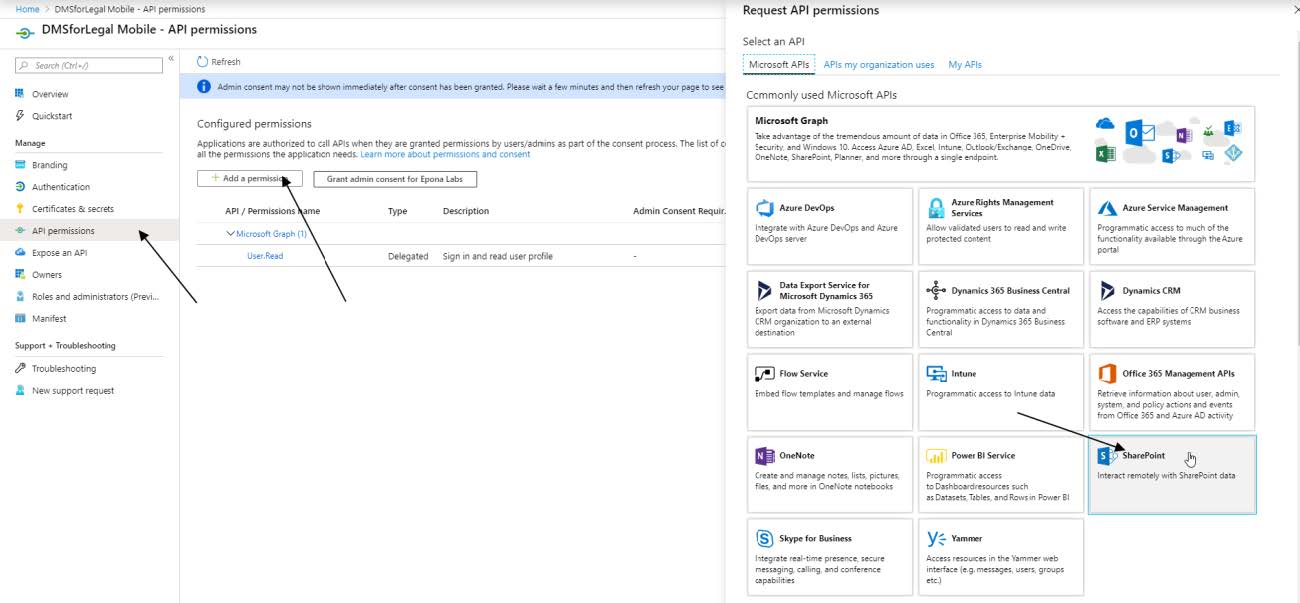 Home > DMSforLegal Mobile - API permissions
DMSforLegal Mobile - API permissions
Search (Ctrl+/)
«
Overview
Quickstart
Manage
Branding
Authentication
Certificates & secrets
API permissions
Expose an API
Owners
Roles and administrators (Previ...
Manifest
Support + Troubleshooting
Troubleshooting
New support request
Refresh
Admin consent may not be shown immediately after consent has been granted. Please wait a few minutes and then refresh your page to see
Configured permissions
Applications are authorized to call APIs when they are granted permissions by users/admins as part of the consent process. The list of c
all the permissions the application needs. Learn more about permissions and consent
+ Add a permission
Grant admin consent for Epona Labs
API / Permissions name Type Description Admin Consent Requir.
Microsoft Graph (1)
User.Read Delegated Sign in and read user profile -
Request API permissions
Select an API
Microsoft APIs APIs my organization uses My APIs
Commonly used Microsoft APIs
Microsoft Graph
Take advantage of the tremendous amount of data in Office 365, Enterprise Mobility +
Security, and Windows 10. Access Azure AD, Excel, Intune, Outlook/Exchange, OneDrive,
OneNote, SharePoint, Planner, and more through a single endpoint.
Azure DevOps
Integrate with Azure DevOps and Azure
DevOps server
Azure Rights Management
Services
Allow validated users to read and write
protected content
Azure Service Management
Programmatic access to much of the
functionality available through the Azure
portal
Data Export Service for
Microsoft Dynamics 365
Export data from Microsoft Dynamics
CRM organization to an external
destination
Dynamics 365 Business Central
Programmatic access to data and
functionality in Dynamics 365 Business
Central
Dynamics CRM
Access the capabilities of CRM business
software and ERP systems
Flow Service
Embed flow templates and manage flows
Intune
Programmatic access to Intune data
Office 365 Management APIs
Retrieve information about user, admin,
system, and policy actions and events
from Office 365 and Azure AD activity
OneNote
Create and manage notes, lists, pictures,
files, and more in OneNote notebooks
Power BI Service
Programmatic access
to Dashboard resources such
as Datasets, Tables, and Rows in Power BI
SharePoint
Interact remotely with SharePoint data
Skype for Business
Integrate real-time presence, secure
messaging, calling, and conference
capabilities
Yammer
Access resources in the Yammer web
interface (e.g. messages, users, groups
etc.)